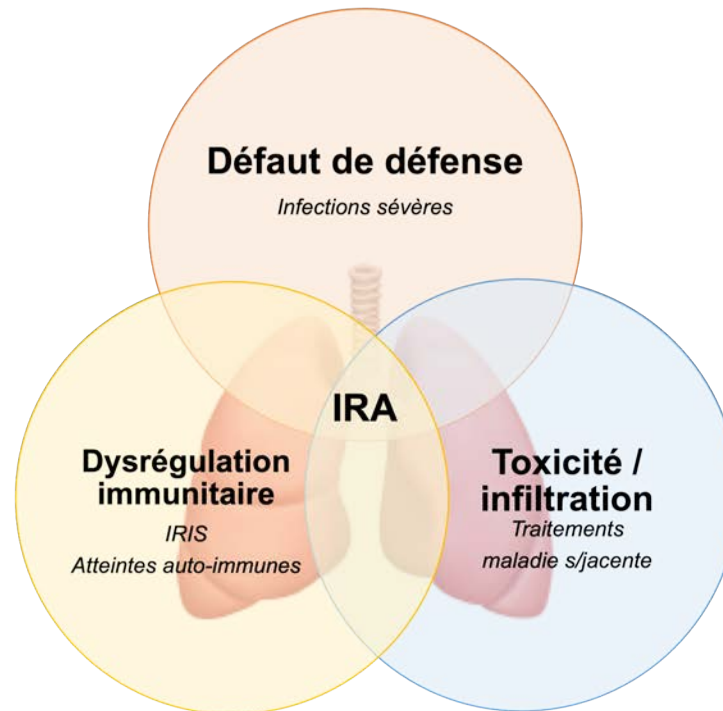 Défaut de défense
Infections sévères
IRA
Dysrégulation
immunitaire
IRIS
Atteintes auto-immunes
Toxicité /
infiltration
Traitements
maladie s/jacente